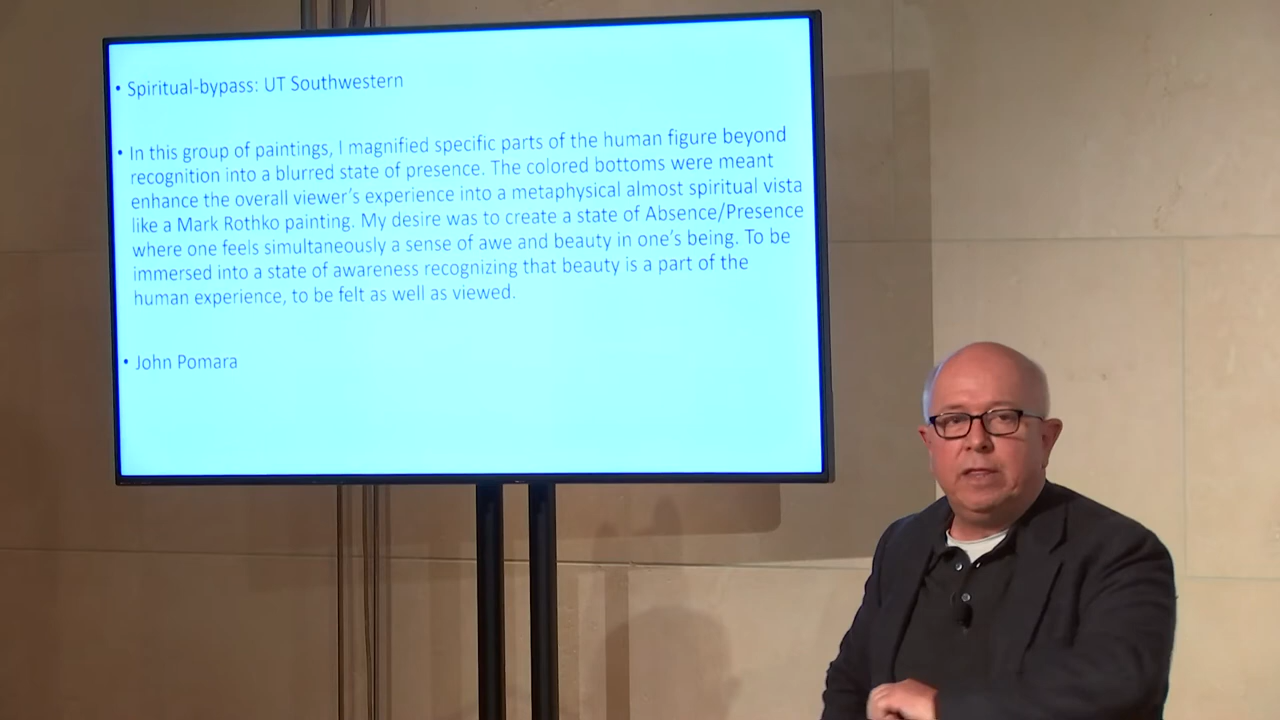 • Spiritual-bypass: UT Southwestern
• In this group of paintings, I magnified specific parts of the human figure beyond
recognition into a blurred state of presence. The colored bottoms were meant
enhance the overall viewer's experience into a metaphysical almost spiritual vista
like a Mark Rothko painting. My desire was to create a state of Absence/Presence
where one feels simultaneously a sense of awe and beauty in one's being. To be
immersed into a state of awareness recognizing that beauty is a part of the
human experience, to be felt as well as viewed.
• John Pomara